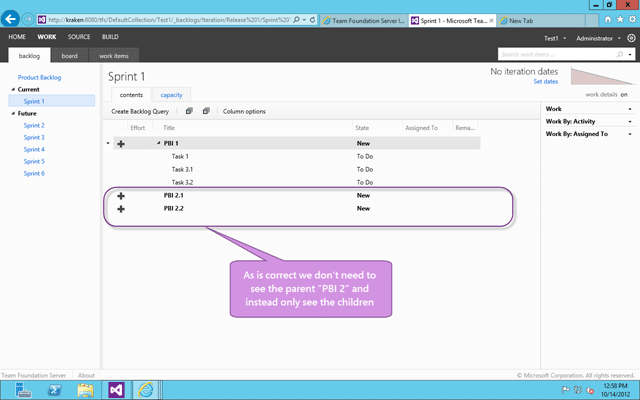 http://kraken:8080/tfs/DefaultCollection/Test1/_backlogs/Iteration/Release%201/Sprint%20
Team Foundation Server I...
Sprint 1 - Microsoft Tea...
New Tab
HOME WORK SOURCE BUILD
Test1 Administrator
backlog board work items
Search work items
Product Backlog
Current
Sprint 1
Future
Sprint 2
Sprint 3
Sprint 4
Sprint 5
Sprint 6
Sprint 1
No iteration dates
Set dates
work details on
contents capacity
Create Backlog Query Column options
Effort Title State Assigned To Rema...
PBI 1 New
Task 1 To Do
Task 3.1 To Do
Task 3.2 To Do
PBI 2.1 New
PBI 2.2 New
Work
Work By: Activity
Work By: Assigned To
As is correct we don't need to
see the parent "PBI 2" and
instead only see the children
Team Foundation Server About
© Microsoft Corporation. All rights reserved.
12:58 PM
10/14/2012